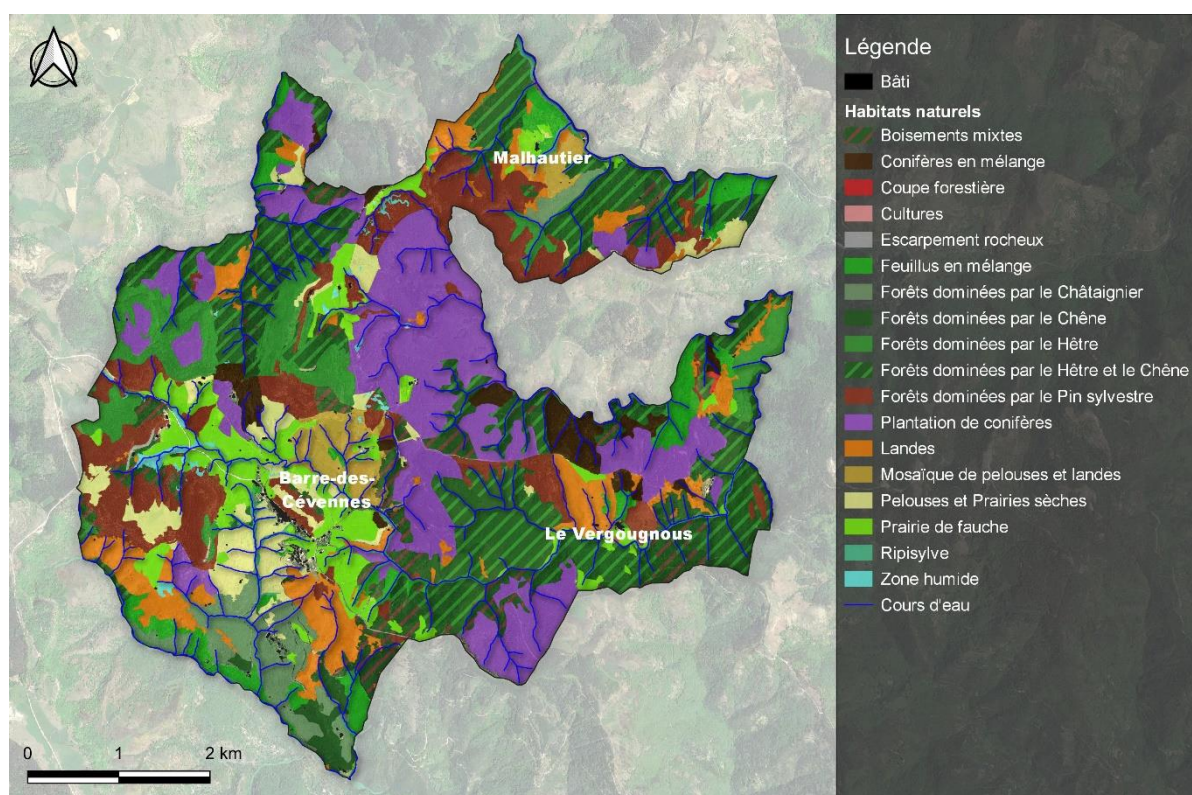 Malhautier
Barre-des-
Cévennes
Le Vergougnous
0 1 2 km
Légende
Bâti
Habitats naturels
Boisements mixtes
Conifères en mélange
Coupe forestière
Cultures
Escarpement rocheux
Feuillus en mélange
Forêts dominées par le Châtaignier
Forêts dominées par le Chêne
Forêts dominées par le Hêtre
Forêts dominées par le Hêtre et le Chêne
Forêts dominées par le Pin sylvestre
Plantation de conifères
Landes
Mosaïque de pelouses et landes
Pelouses et Prairies sèches
Prairie de fauche
Ripisylve
Zone humide
Cours d'eau